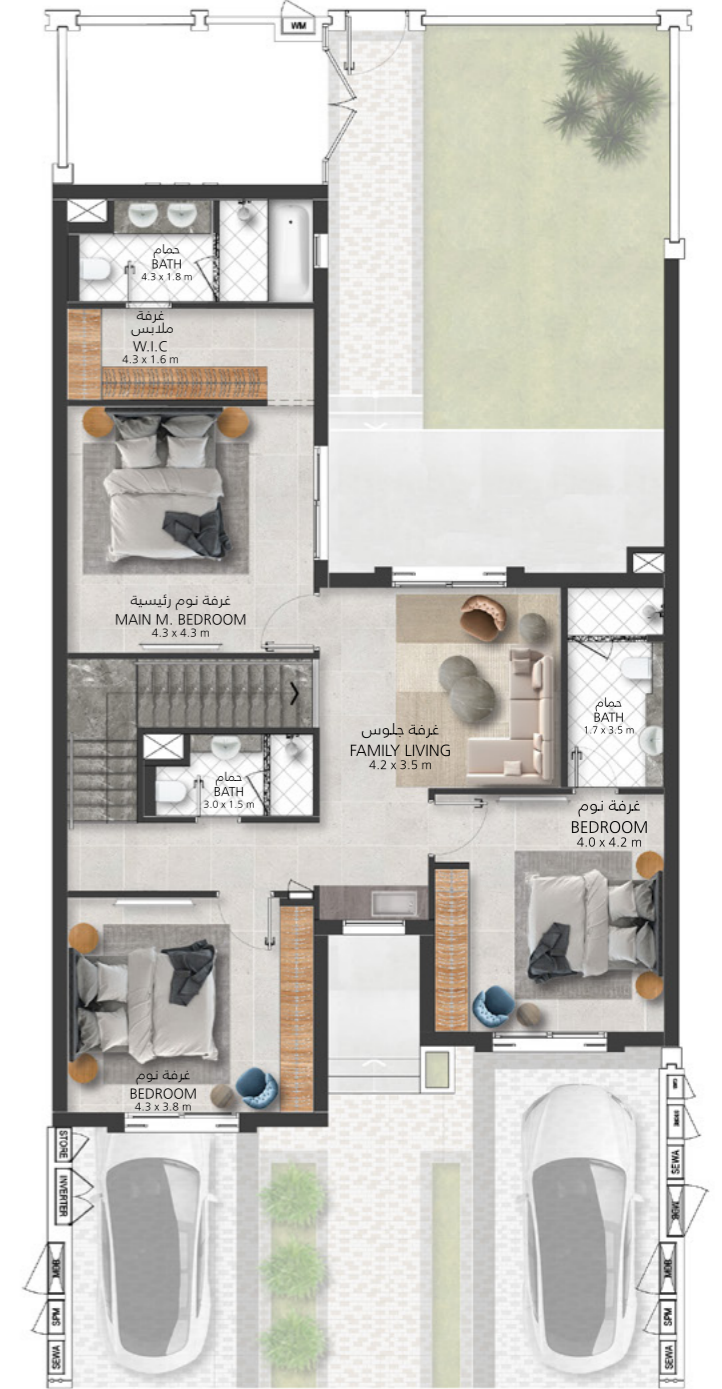 WM
حمام
BATH
4.3 x 1.8 m
غرفة
ملابس
W.I.C
4.3 x 1.6 m
غرفة نوم رئيسية
MAIN M. BEDROOM
4.3 x 4.3 m
حمام
BATH
1.7 x 3.5 m
غرفة جلوس
FAMILY LIVING
4.2 x 3.5 m
حمام
BATH
3.0 x 1.5 m
غرفة نوم
BEDROOM
4.0 x 4.2 m
غرفة نوم
BEDROOM
4.3 x 3.8 m
STORE
INVERTER
MDB
SPM
SEWA
SEWA
MDB
MDB
SPM
SEWA